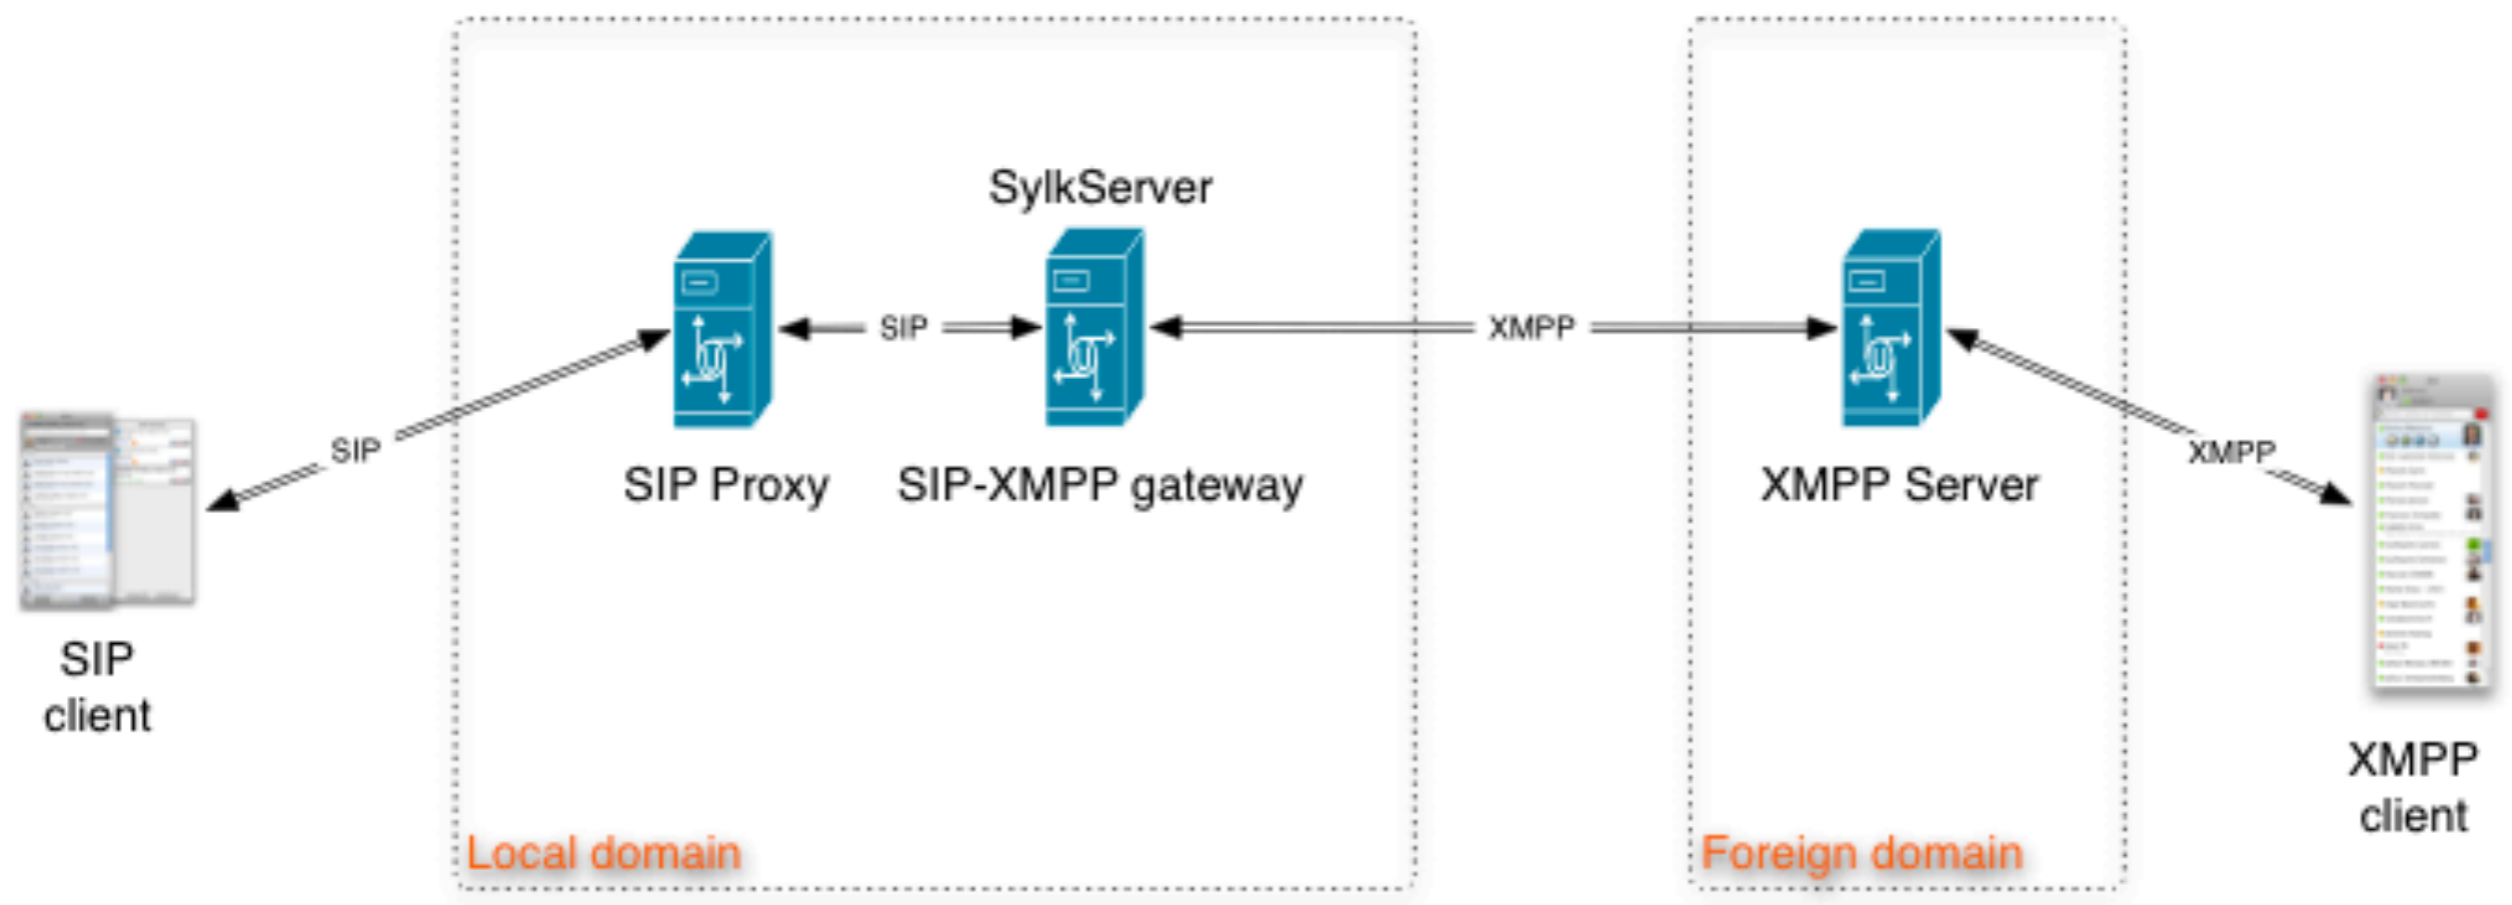 SylkServer
SIP
XMPP
SIP
XMPP
SIP Proxy
SIP-XMPP gateway
XMPP Server
SIP
client
XMPP
client
Local domain
Foreign domain